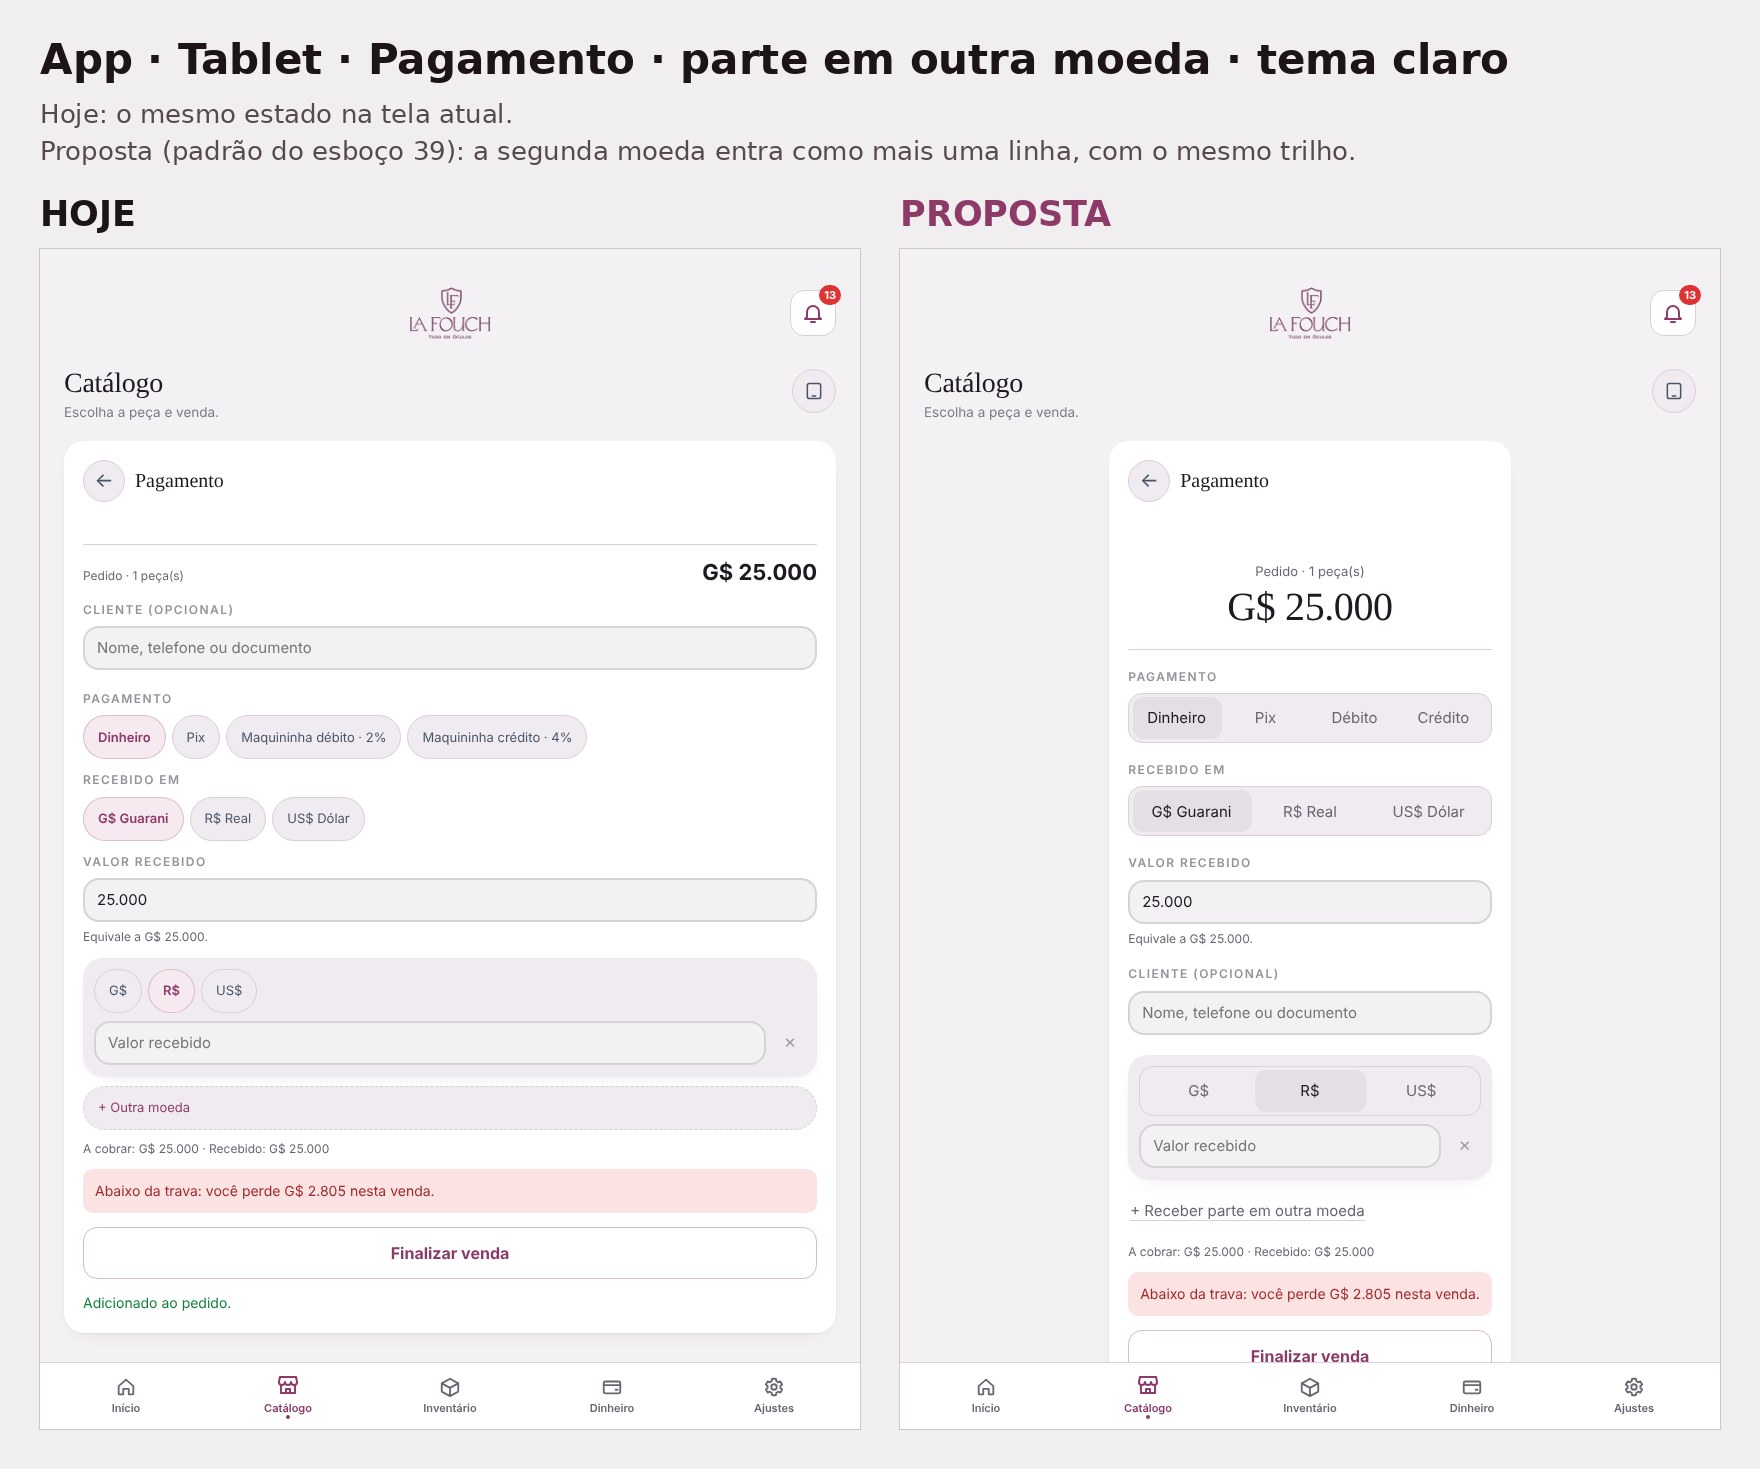 App · Tablet · Pagamento · parte em outra moeda · tema claro
Hoje: o mesmo estado na tela atual.
Proposta (padrão do esboço 39): a segunda moeda entra como mais uma linha, com o mesmo trilho.
HOJE
LF
LA FOUCH
TUDO EM ÓCULOS
13
Catálogo
Escolha a peça e venda.
Pagamento
Pedido · 1 peça(s)
G$ 25.000
CLIENTE (OPCIONAL)
Nome, telefone ou documento
PAGAMENTO
Dinheiro
Pix
Maquininha débito · 2%
Maquininha crédito · 4%
RECEBIDO EM
G$ Guarani
R$ Real
US$ Dólar
VALOR RECEBIDO
25.000
Equivale a G$ 25.000.
G$
R$
US$
Valor recebido
×
+ Outra moeda
A cobrar: G$ 25.000 · Recebido: G$ 25.000
Abaixo da trava: você perde G$ 2.805 nesta venda.
Finalizar venda
Adicionado ao pedido.
Início
Catálogo
Inventário
Dinheiro
Ajustes
PROPOSTA
LF
LA FOUCH
TUDO EM ÓCULOS
13
Catálogo
Escolha a peça e venda.
Pagamento
Pedido · 1 peça(s)
G$ 25.000
PAGAMENTO
Dinheiro
Pix
Débito
Crédito
RECEBIDO EM
G$ Guarani
R$ Real
US$ Dólar
VALOR RECEBIDO
25.000
Equivale a G$ 25.000.
CLIENTE (OPCIONAL)
Nome, telefone ou documento
G$
R$
US$
Valor recebido
×
+ Receber parte em outra moeda
A cobrar: G$ 25.000 · Recebido: G$ 25.000
Abaixo da trava: você perde G$ 2.805 nesta venda.
Finalizar venda
Início
Catálogo
Inventário
Dinheiro
Ajustes